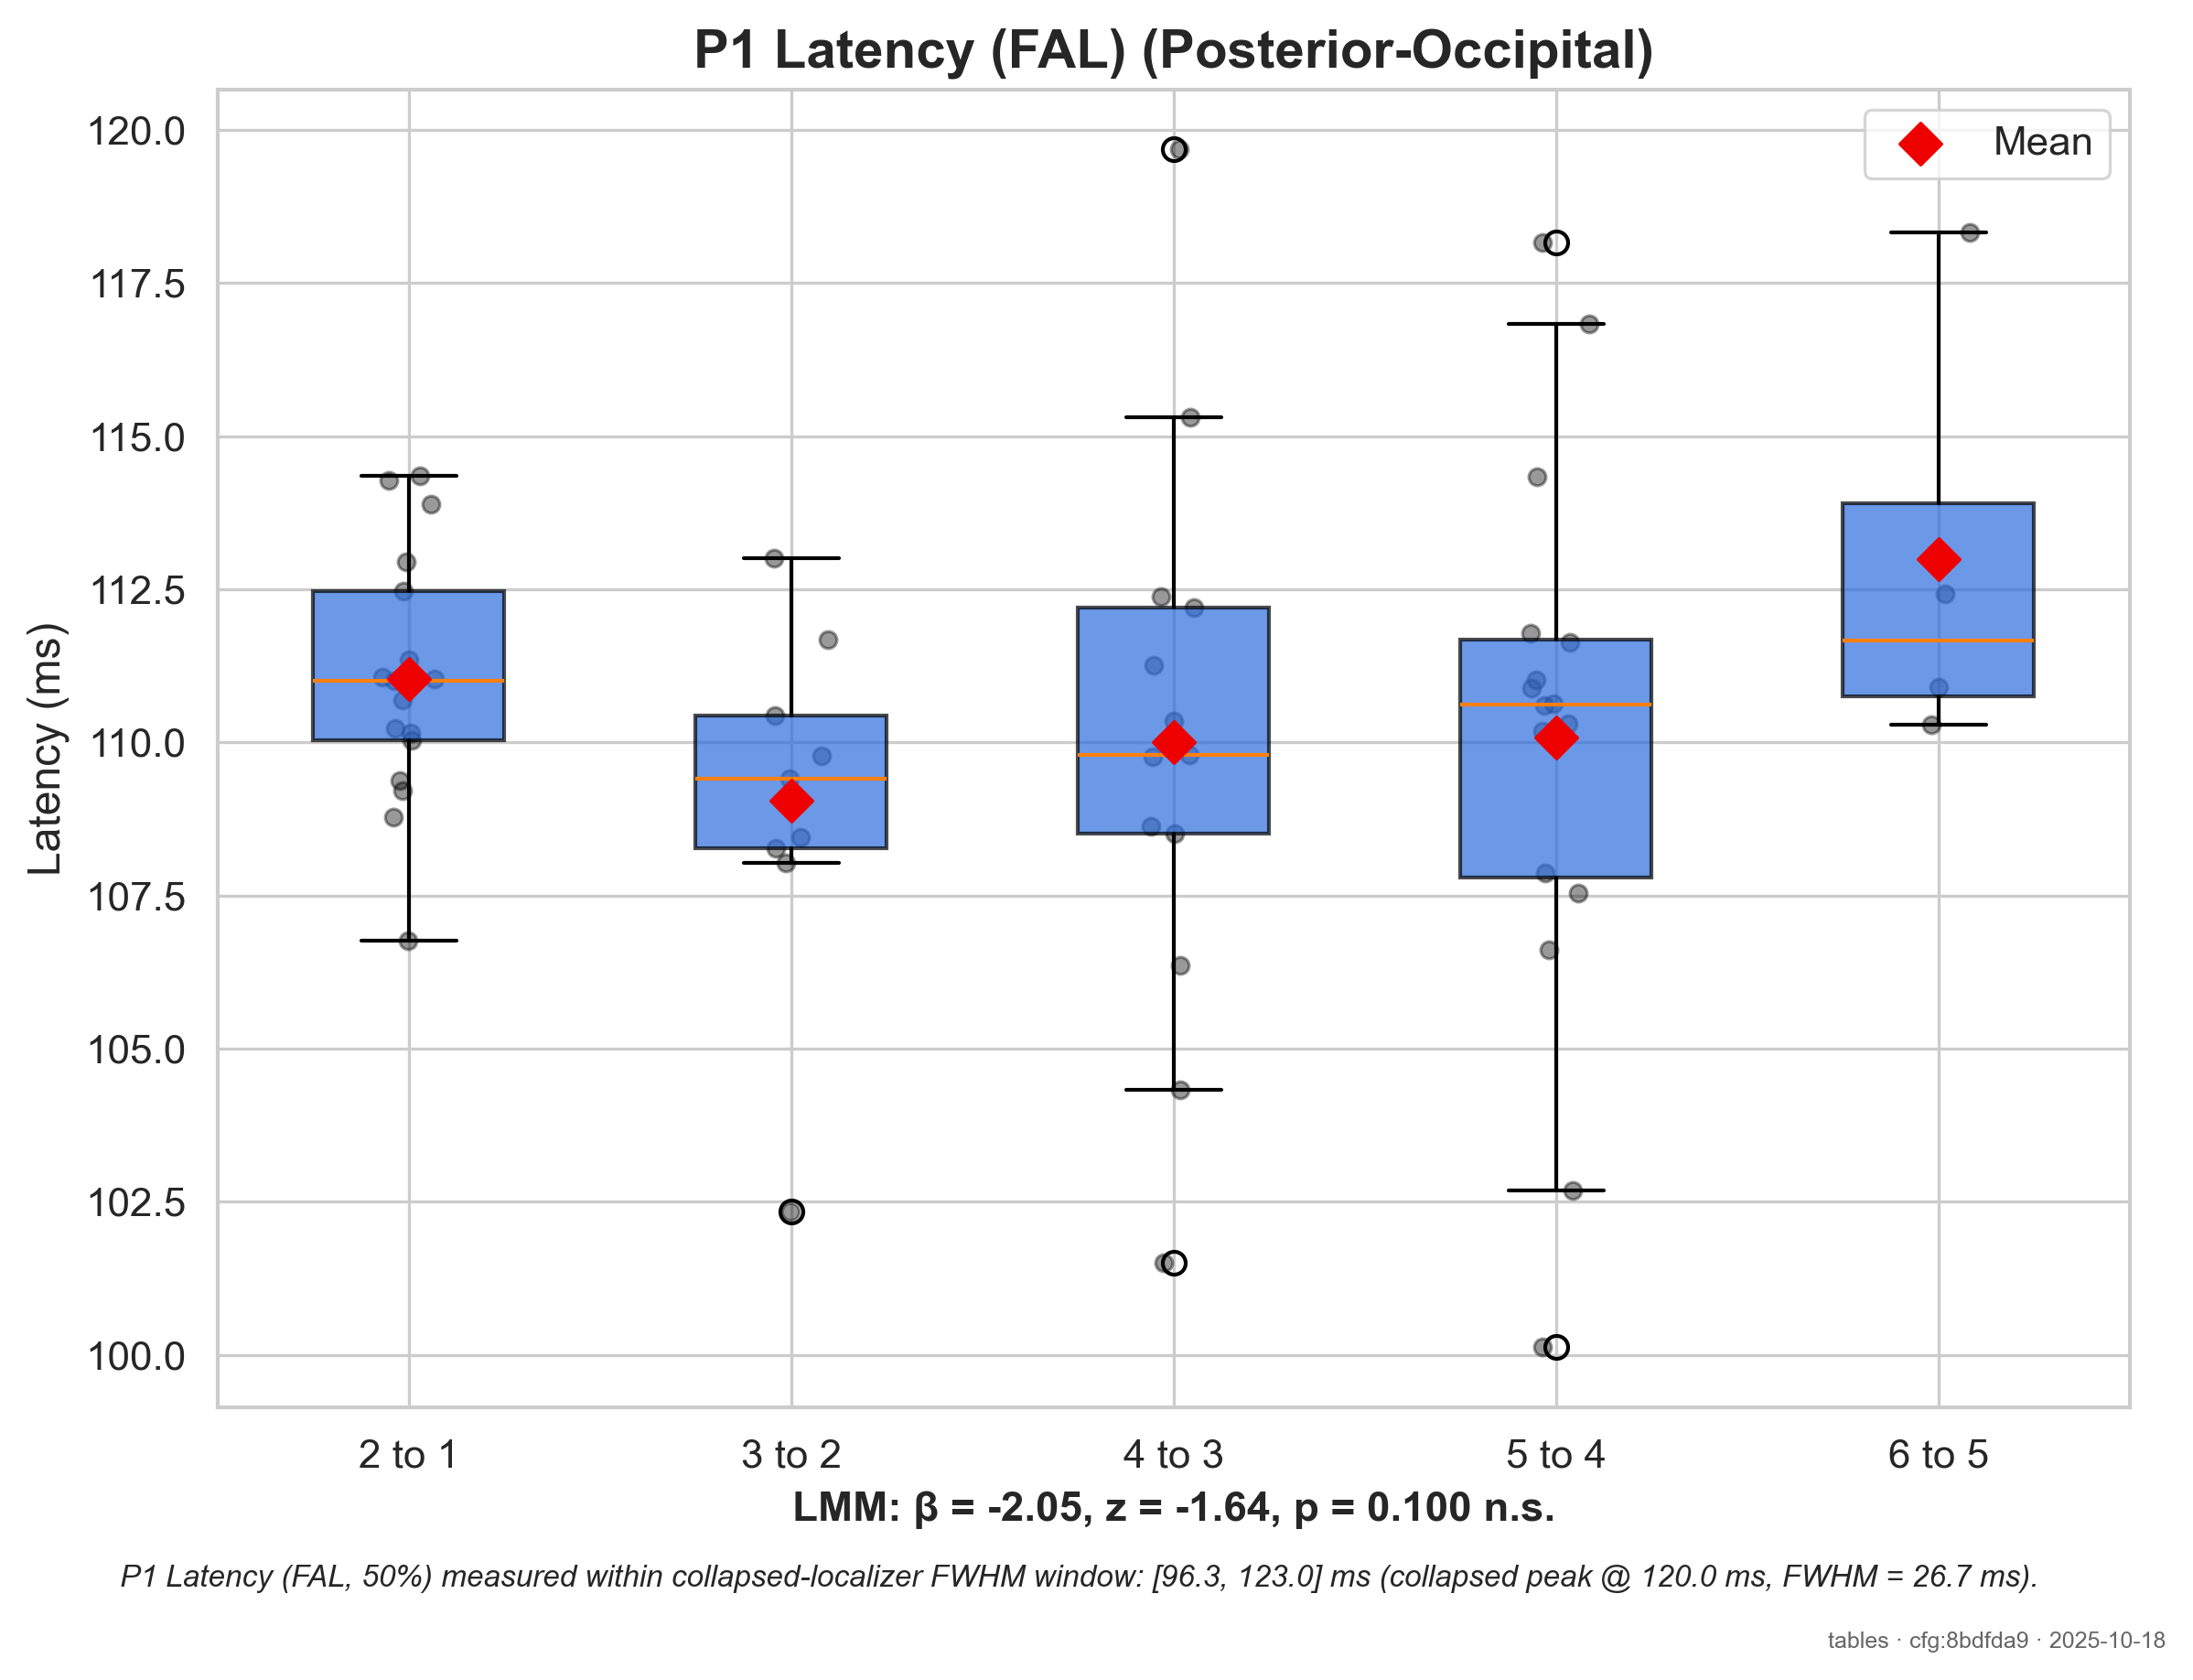 P1 Latency (FAL) (Posterior-Occipital)
Mean
Latency (ms)
120.0
117.5
115.0
112.5
110.0
107.5
105.0
102.5
100.0
2 to 1
3 to 2
4 to 3
5 to 4
6 to 5
LMM: β = -2.05, z = -1.64, p = 0.100 n.s.
P1 Latency (FAL, 50%) measured within collapsed-localizer FWHM window: [96.3, 123.0] ms (collapsed peak @ 120.0 ms, FWHM = 26.7 ms).
tables · cfg:8bdfda9 · 2025-10-18